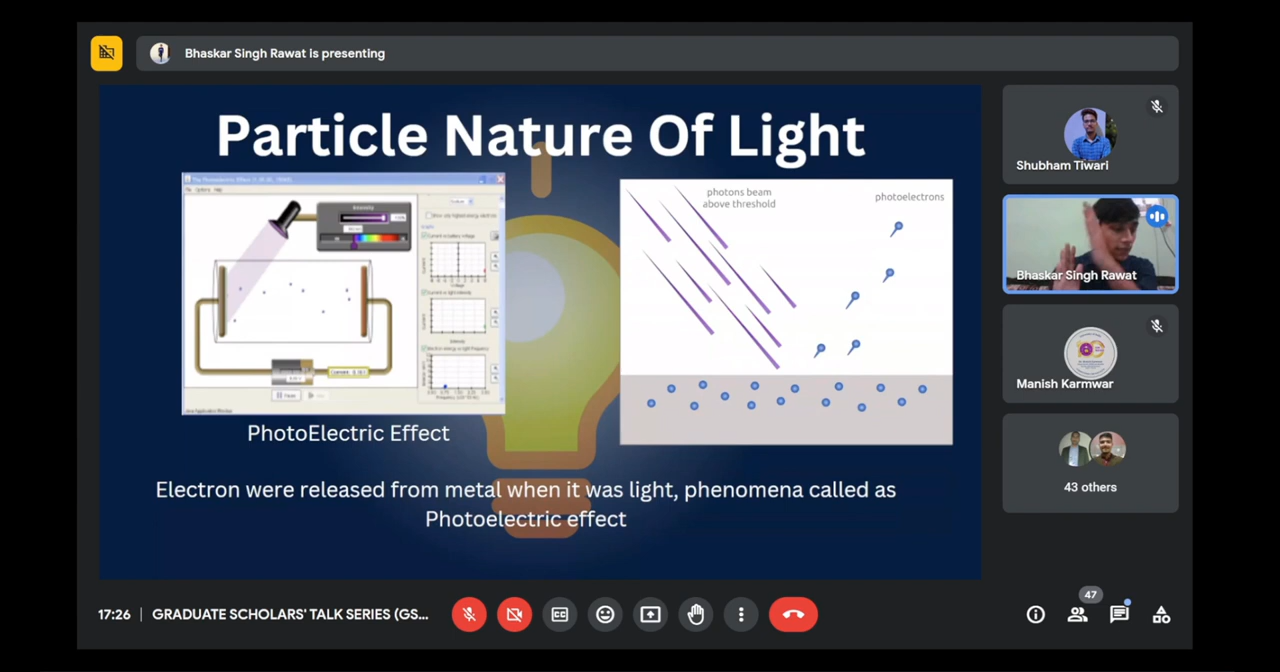 Bhaskar Singh Rawat is presenting
Particle Nature Of Light
Intensity
photons beam
above threshold
photoelectrons
PhotoElectric Effect
Electron were released from metal when it was light, phenomena called as
Photoelectric effect
Shubham Tiwari
Bhaskar Singh Rawat
Manish Karmwar
43 others
17:26 | GRADUATE SCHOLARS' TALK SERIES (GS...
47